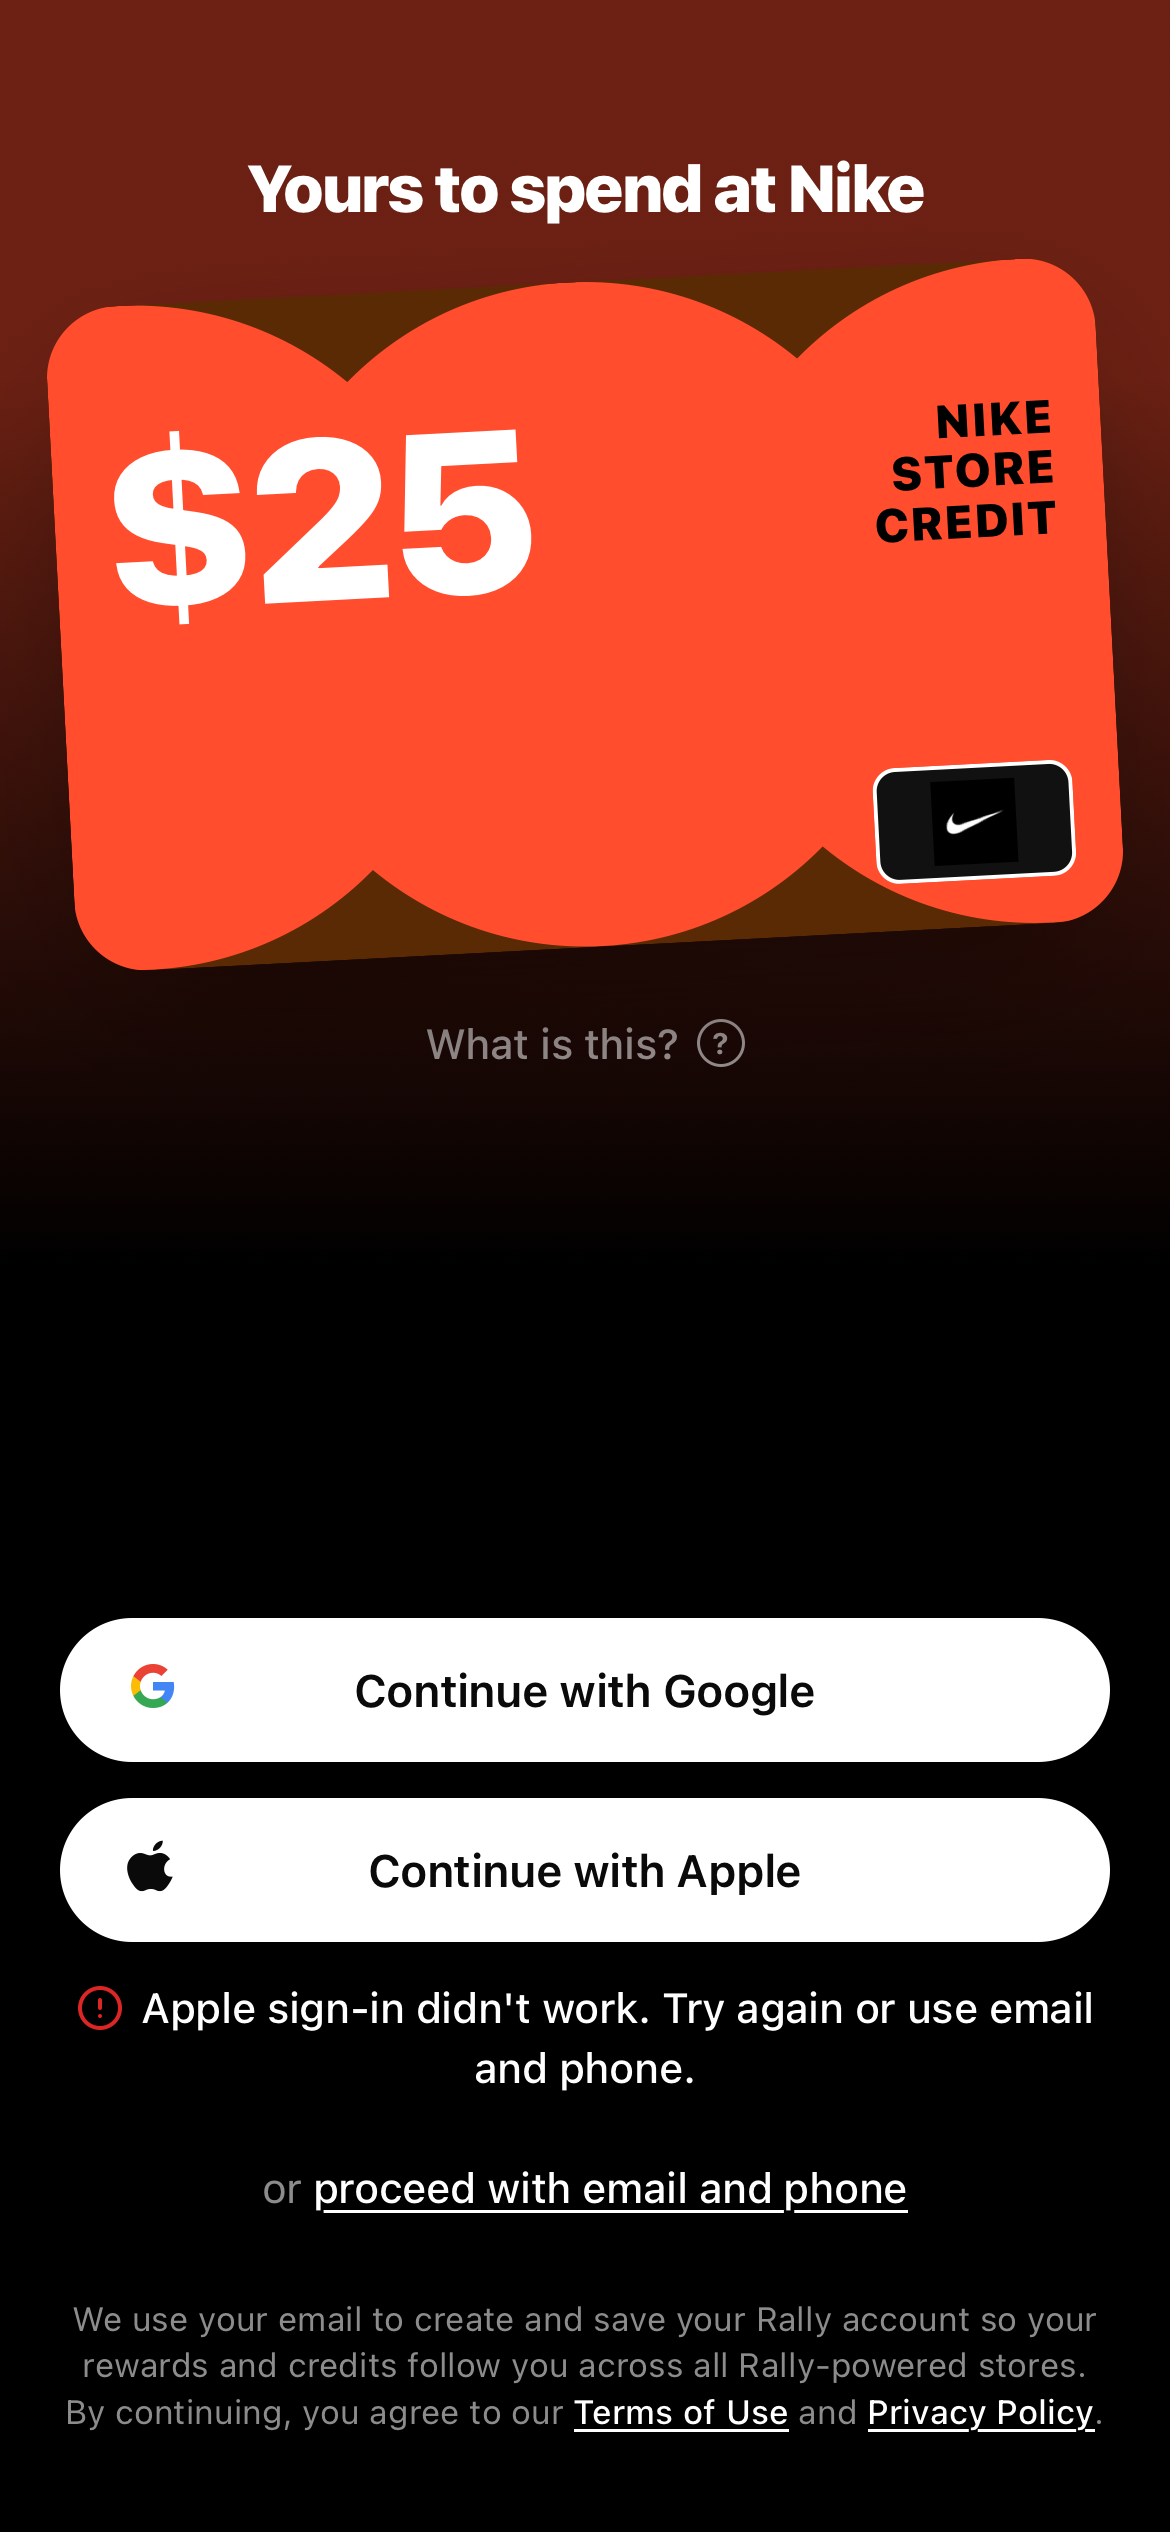 Yours to spend at Nike
$25
NIKE
STORE
CREDIT
What is this? ?
Continue with Google
Continue with Apple
Apple sign-in didn't work. Try again or use email
and phone.
or proceed with email and phone
We use your email to create and save your Rally account so your
rewards and credits follow you across all Rally-powered stores.
By continuing, you agree to our Terms of Use and Privacy Policy.